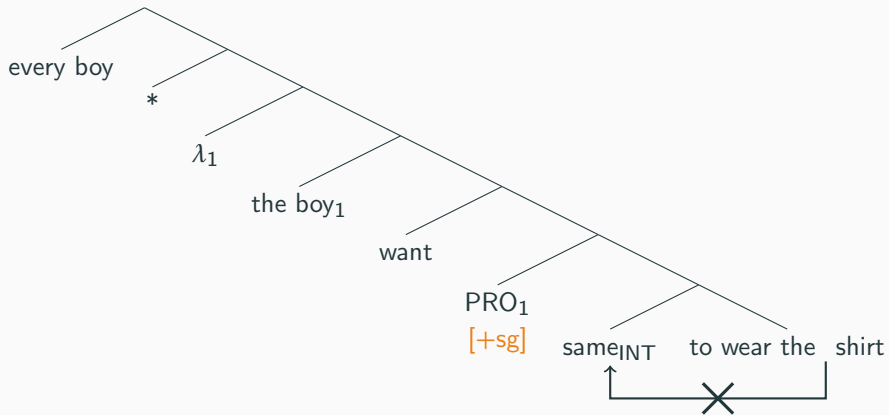 every boy
*
λ1
the boy1
want
PRO1
[+sg]
sameINT to wear the shirt